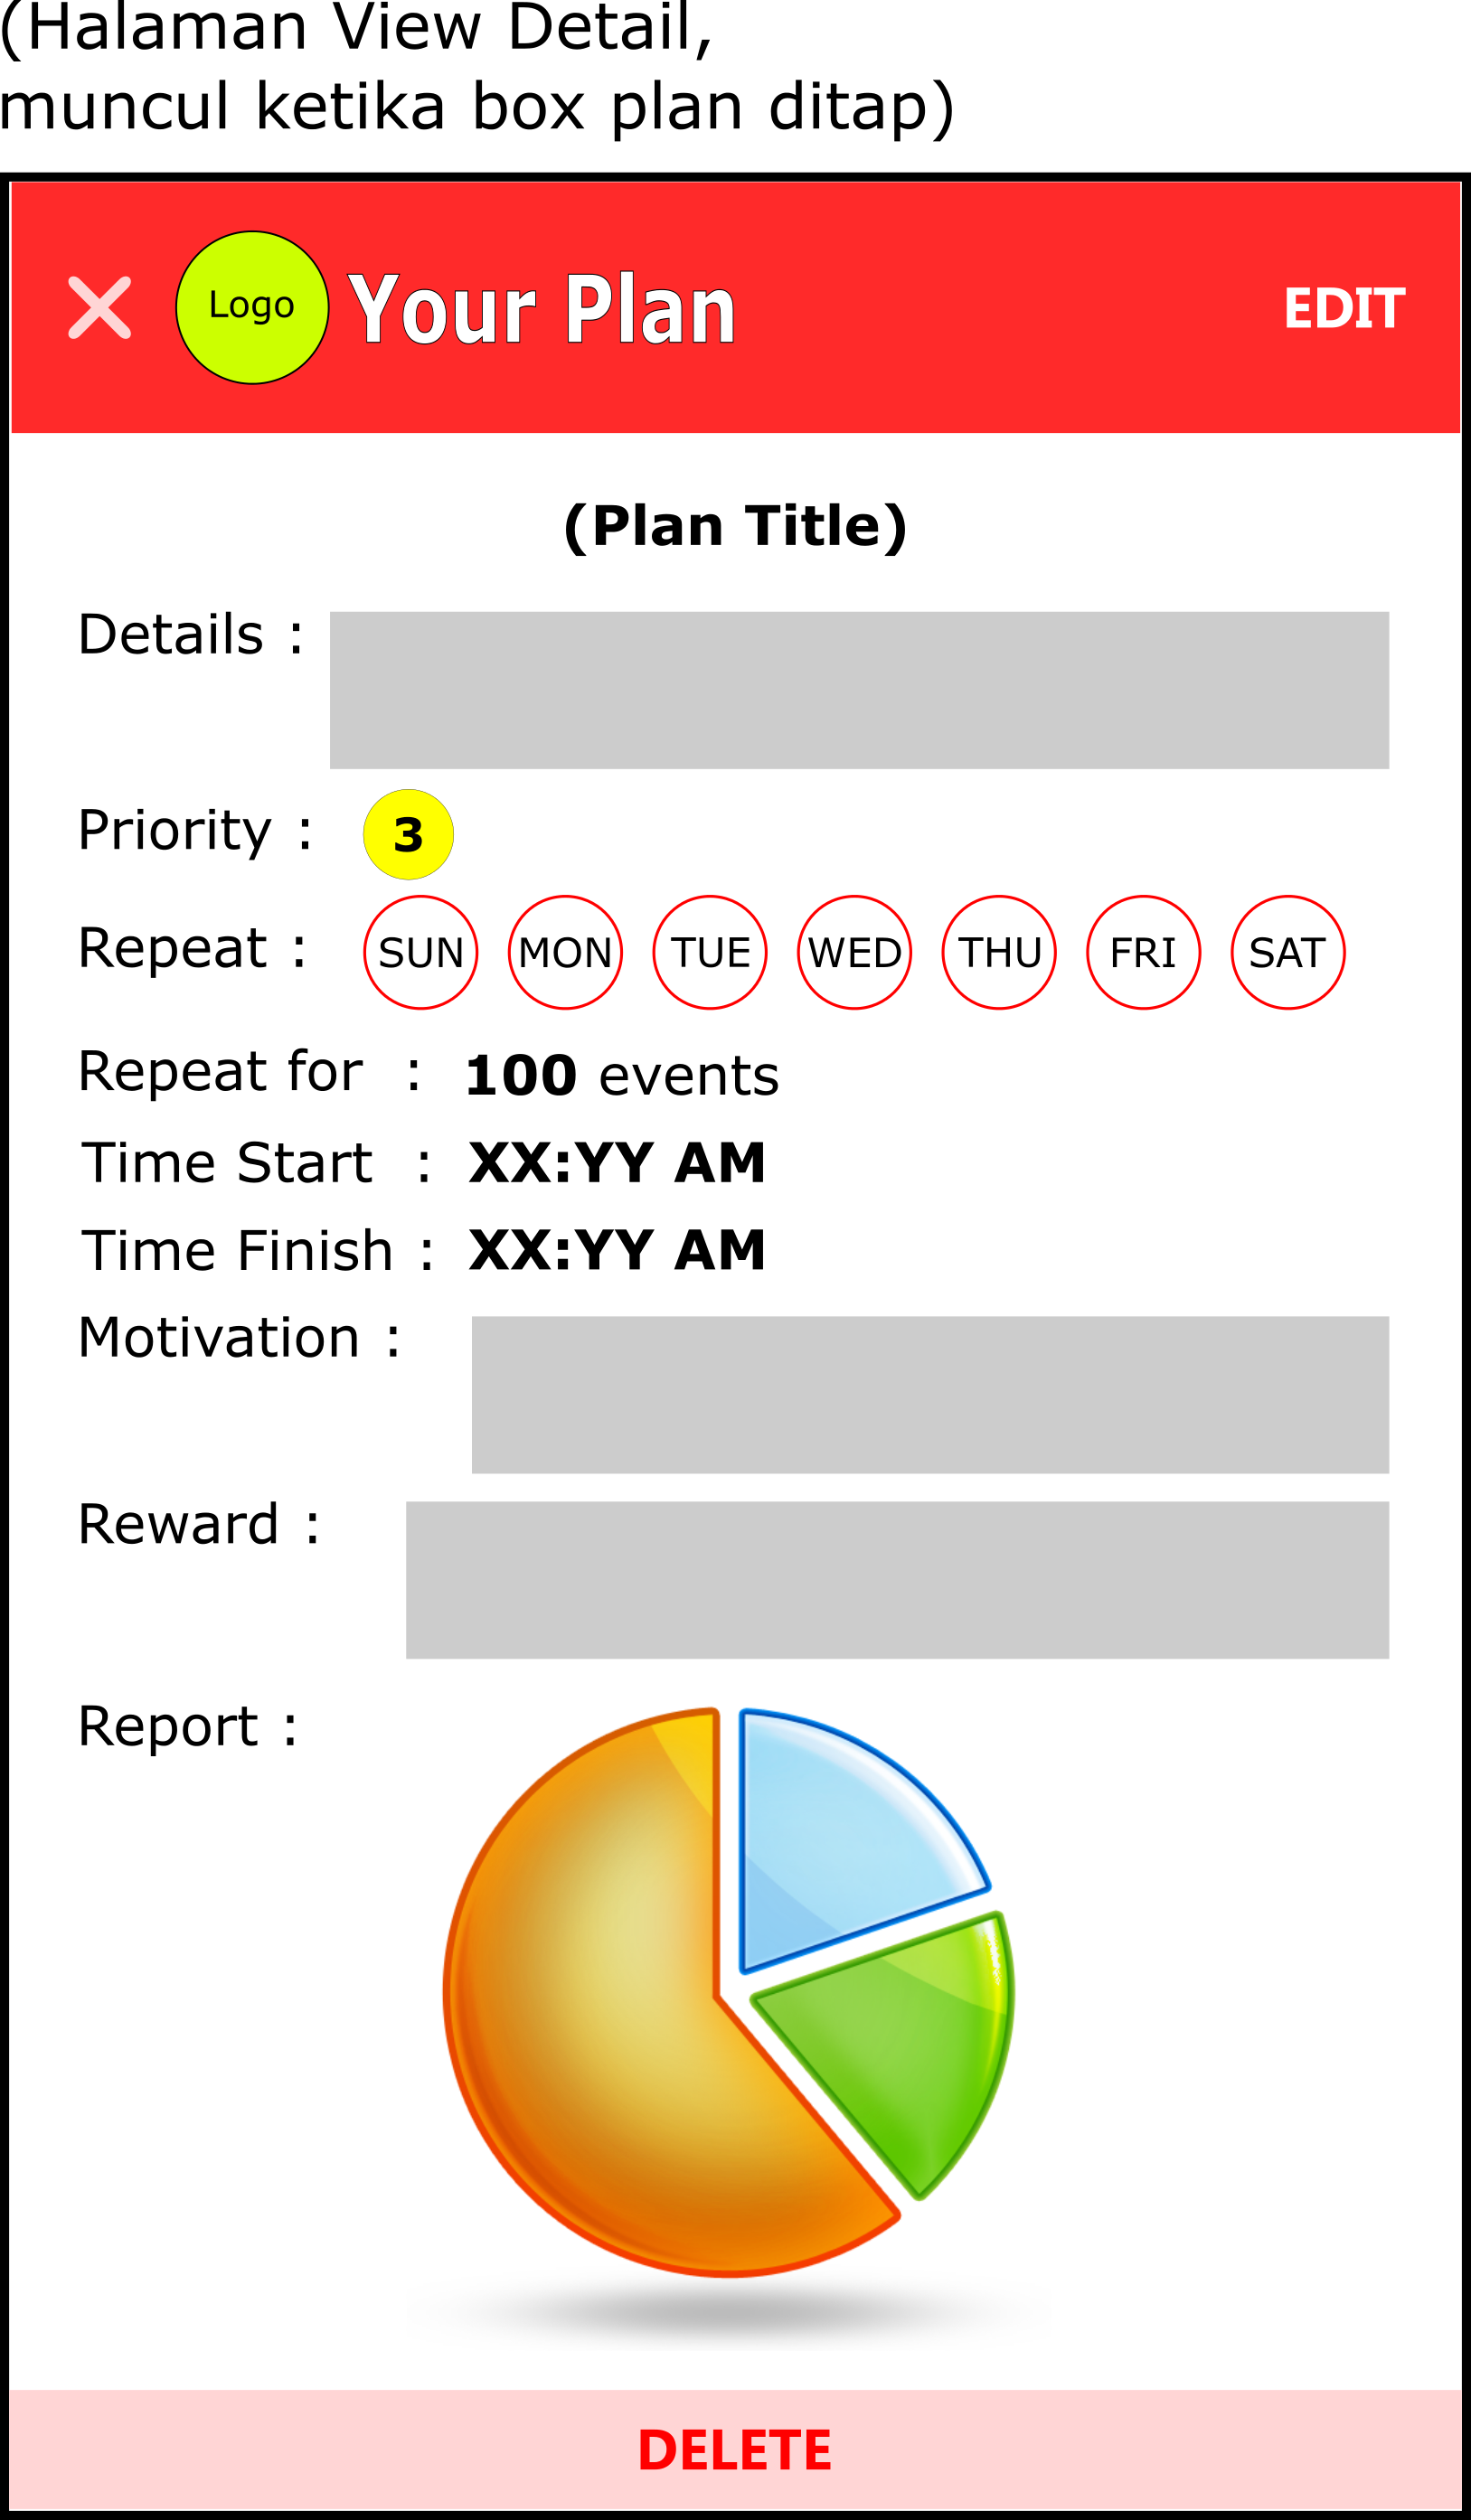 (Halaman View Detail,
muncul ketika box plan ditap)
Logo Your Plan EDIT
(Plan Title)
Details :
Priority : 3
Repeat : SUN MON TUE WED THU FRI SAT
Repeat for : 100 events
Time Start : XX:YY AM
Time Finish : XX:YY AM
Motivation :
Reward :
Report :
DELETE